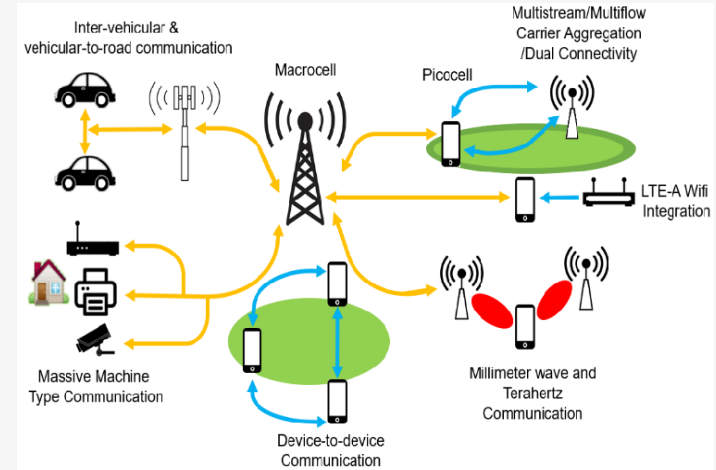 Inter-vehicular &
vehicular-to-road communication
Macrocell
Picocell
Multistream/Multiflow
Carrier Aggregation
/Dual Connectivity
LTE-A Wifi
Integration
Massive Machine
Type Communication
Device-to-device
Communication
Millimeter wave and
Terahertz
Communication